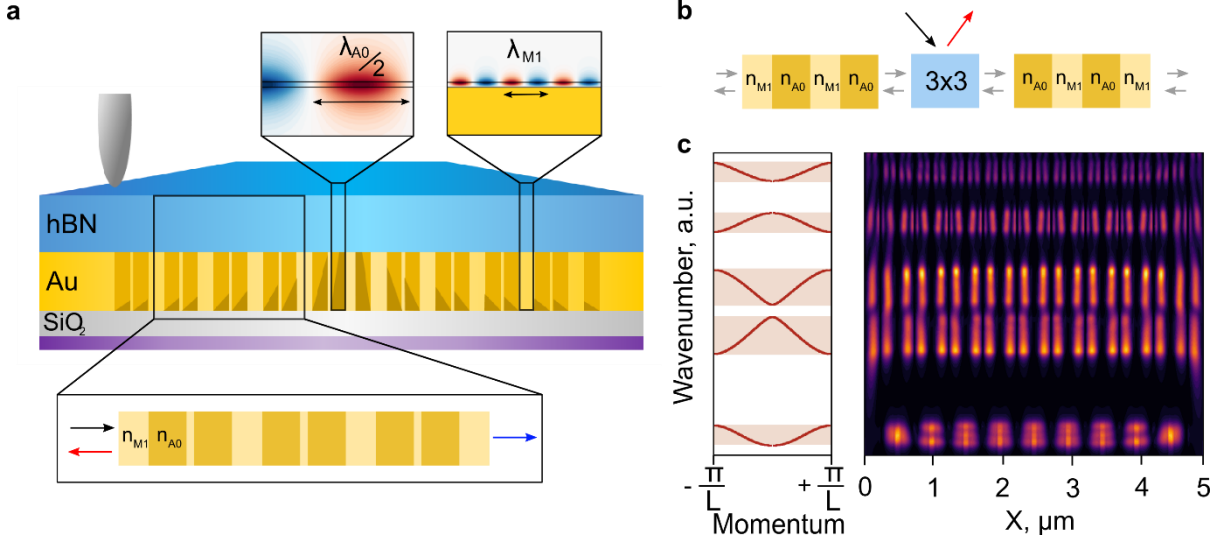 a
λA0/2
λM1
hBN
Au
SiO2
nM1 nA0
b
nM1 nA0 nM1 nA0
3x3
nA0 nM1 nA0 nM1
c
Wavenumber, a.u.
- π/L + π/L
Momentum
0 1 2 3 4 5
X, μm